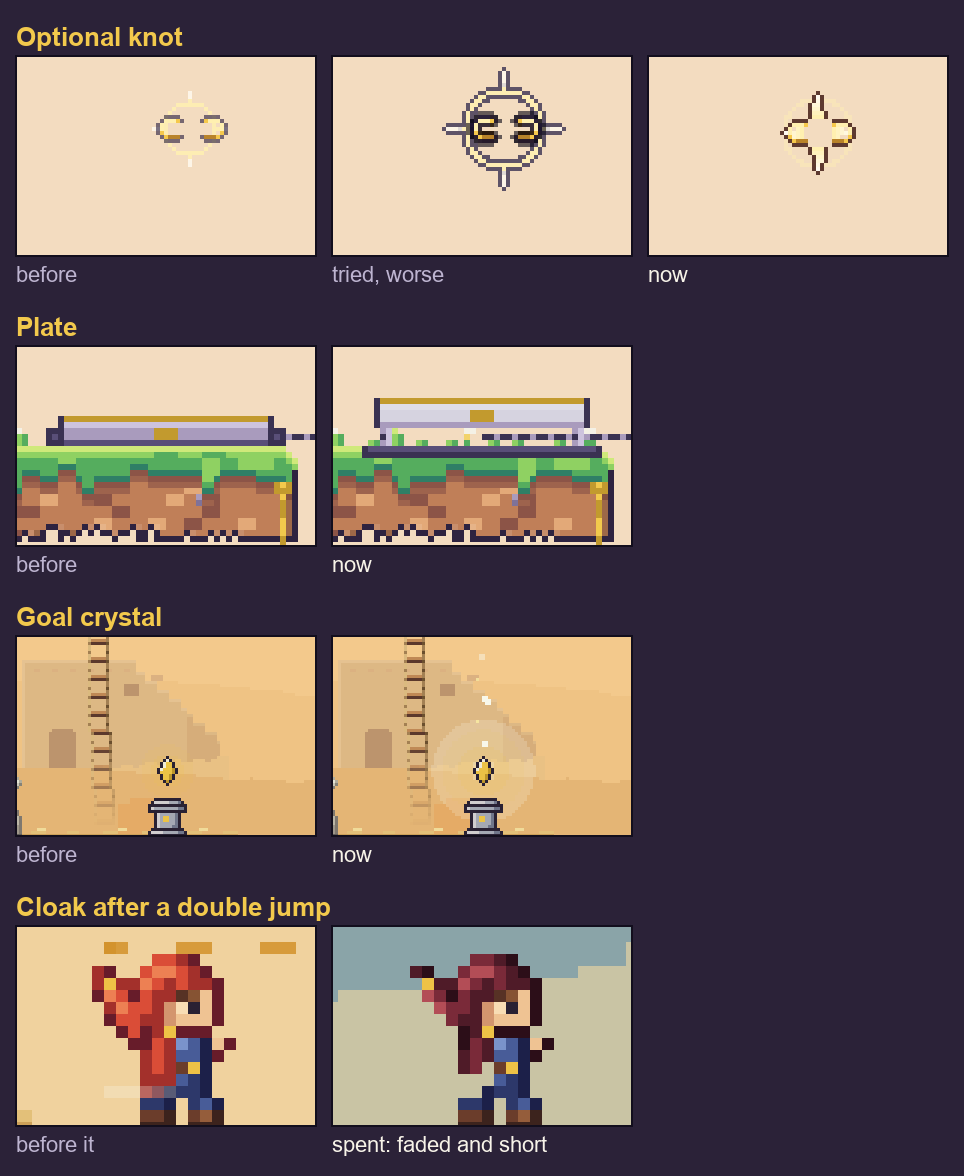 Optional knot
before
tried, worse
now
Plate
before
now
Goal crystal
before
now
Cloak after a double jump
before it
spent: faded and short